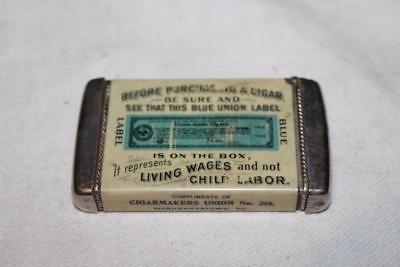 BEFORE PURCHASING A CIGAR
BE SURE AND
SEE THAT THIS BLUE UNION LABEL
LABEL
BLUE
IS ON THE BOX,
It represents
LIVING WAGES and not
CHILD LABOR.
COMPLIMENTS OF
CIGARMAKERS UNION No. 316,